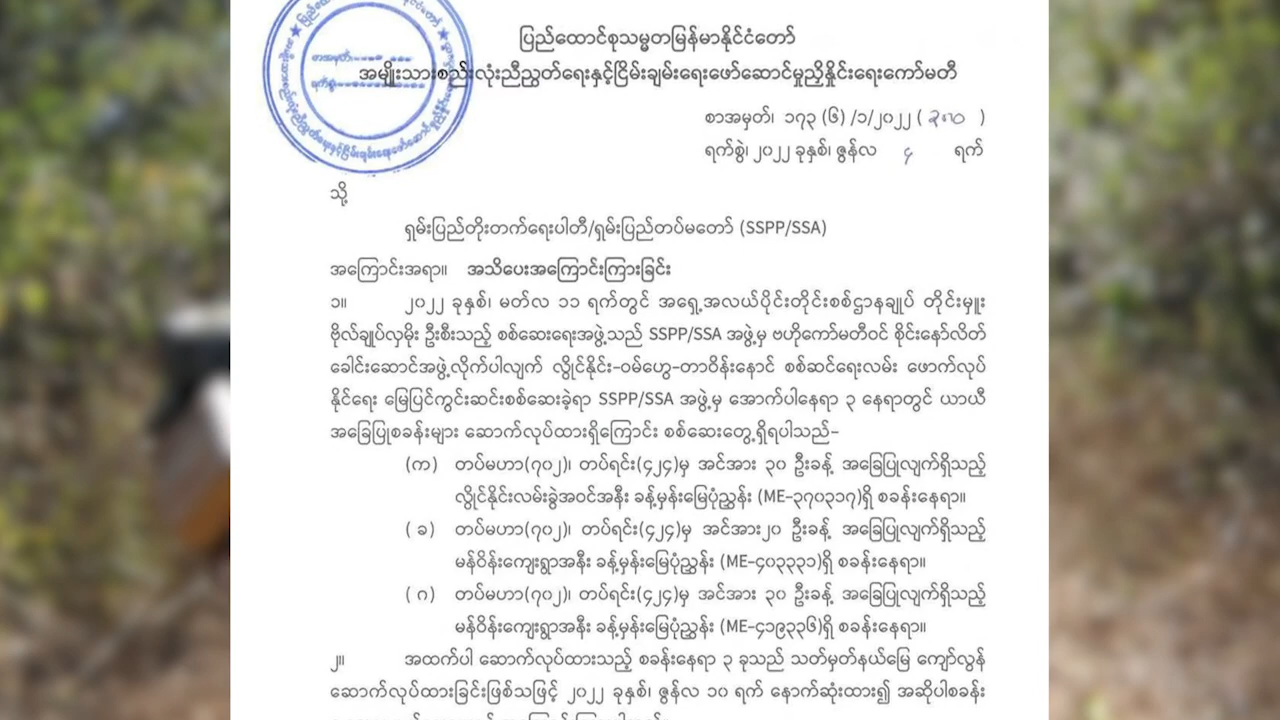 ပြည်ထောင်စုသမ္မတမြန်မာနိုင်ငံတော်
အမျိုးသားစည်းလုံးညီညွတ်ရေးနှင့်ငြိမ်းချမ်းရေးဖော်ဆောင်မှုညှိနှိုင်းရေးကော်မတီ
စာအမှတ်၊ ၁၇၃ (၆) /၁/၂၀၂၂ ( )
ရက်စွဲ၊ ၂၀၂၂ ခုနှစ်၊ ဇွန်လ ၄ ရက်
သို့
ရှမ်းပြည်တိုးတက်ရေးပါတီ/ရှမ်းပြည်တပ်မတော် (SSPP/SSA)
အကြောင်းအရာ။ အသိပေးအကြောင်းကြားခြင်း
၁။ ၂၀၂၂ ခုနှစ်၊ မတ်လ ၁၁ ရက်တွင် အရှေ့အလယ်ပိုင်းတိုင်းစစ်ဌာနချုပ် တိုင်းမှူး
ဗိုလ်ချုပ်လှမိုး ဦးစီးသည့် စစ်ဆေးရေးအဖွဲ့သည် SSPP/SSA အဖွဲ့မှ ဗဟိုကော်မတီဝင် စိုင်းနော်လိတ်
ခေါင်းဆောင်အဖွဲ့လိုက်ပါလျက် လွိုင်နိုင်း-ဝမ်ဟွေ-တာဝိန်းနောင် စစ်ဆင်ရေးလမ်း ဖောက်လုပ်
နိုင်ရေး မြေပြင်ကွင်းဆင်းစစ်ဆေးခဲ့ရာ SSPP/SSA အဖွဲ့မှ အောက်ပါနေရာ ၃ နေရာတွင် ယာယီ
အခြေပြုစခန်းများ ဆောက်လုပ်ထားရှိကြောင်း စစ်ဆေးတွေ့ရှိရပါသည်-
(က) တပ်မဟာ(၇၀၂)၊ တပ်ရင်း(၄၂၄)မှ အင်အား ၃၀ ဦးခန့် အခြေပြုလျက်ရှိသည့်
လွိုင်နိုင်းလမ်းခွဲအဝင်အနီး ခန့်မှန်းမြေပုံညွှန်း (ME-၃၇၀၃၁၇)ရှိ စခန်းနေရာ။
( ခ ) တပ်မဟာ(၇၀၂)၊ တပ်ရင်း(၄၂၄)မှ အင်အား၂၀ ဦးခန့် အခြေပြုလျက်ရှိသည့်
မန်ဝိန်းကျေးရွာအနီး ခန့်မှန်းမြေပုံညွှန်း (ME-၄၀၃၃၃၁)ရှိ စခန်းနေရာ။
( ဂ ) တပ်မဟာ(၇၀၂)၊ တပ်ရင်း(၄၂၄)မှ အင်အား ၃၀ ဦးခန့် အခြေပြုလျက်ရှိသည့်
မန်ဝိန်းကျေးရွာအနီး ခန့်မှန်းမြေပုံညွှန်း (ME-၄၁၉၃၃၆)ရှိ စခန်းနေရာ။
၂။ အထက်ပါ ဆောက်လုပ်ထားသည့် စခန်းနေရာ ၃ ခုသည် သတ်မှတ်နယ်မြေ ကျော်လွန်
ဆောက်လုပ်ထားခြင်းဖြစ်သဖြင့် ၂၀၂၂ ခုနှစ်၊ ဇွန်လ ၁၀ ရက် နောက်ဆုံးထား၍ အဆိုပါစခန်း